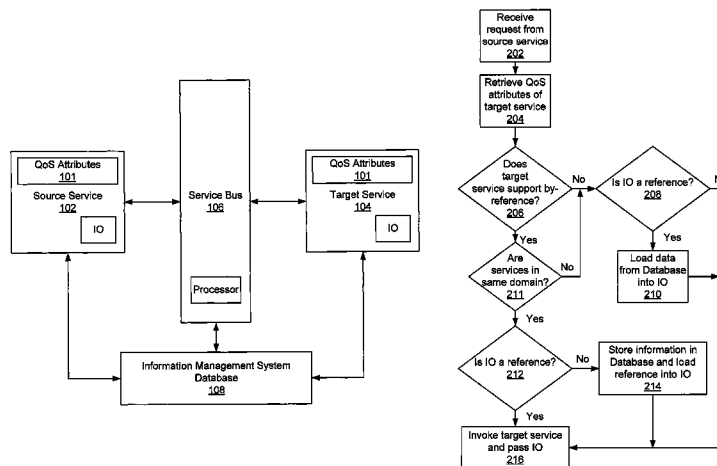 QoS Attributes
101
Source Service
102
IO
Service Bus
106
Processor
QoS Attributes
101
Target Service
104
IO
Information Management System
Database
108
Receive
request from
source service
202
Retrieve QoS
attributes of
target service
204
Does
target
service support by-
reference?
206
No
Is IO a reference?
208
Yes
Load data
from Database
into IO
210
Yes
Are
services in
same domain?
211
No
Yes
Is IO a reference?
212
No
Store information in
Database and load
reference into IO
214
Yes
Invoke target service
and pass IO
216